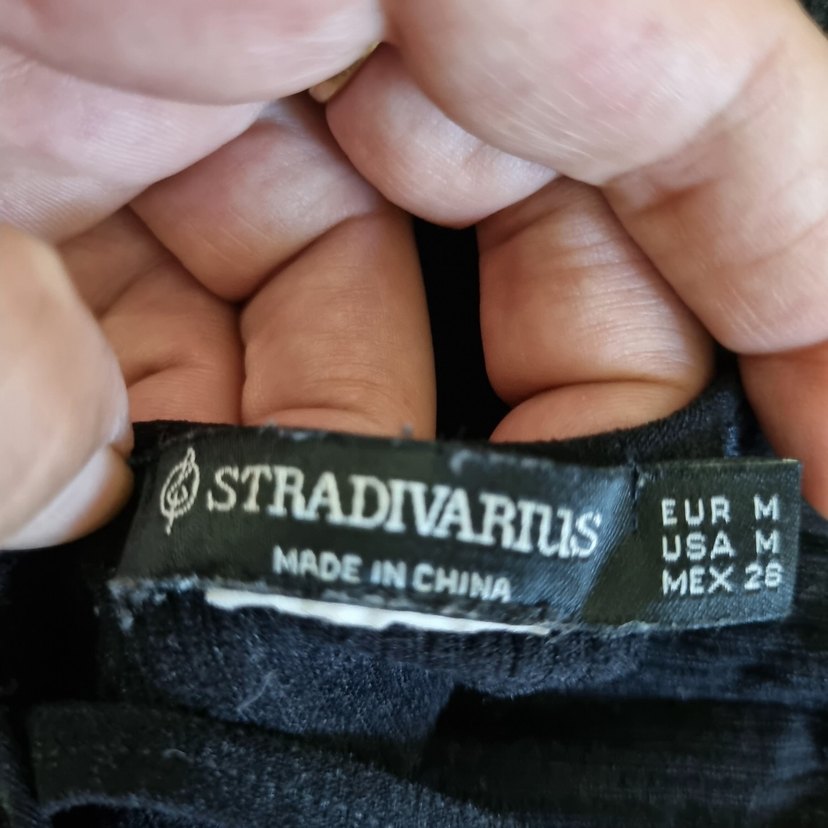 STRADIVARIUS
MADE IN CHINA
EUR M
USA M
MEX 28